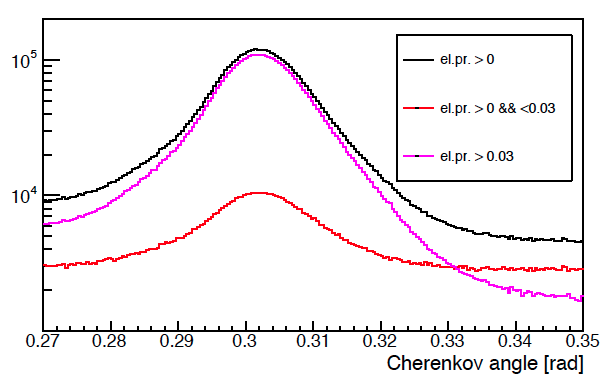 10^5
10^4
el.pr. > 0
el.pr. > 0 && <0.03
el.pr. > 0.03
0.27 0.28 0.29 0.3 0.31 0.32 0.33 0.34 0.35
Cherenkov angle [rad]